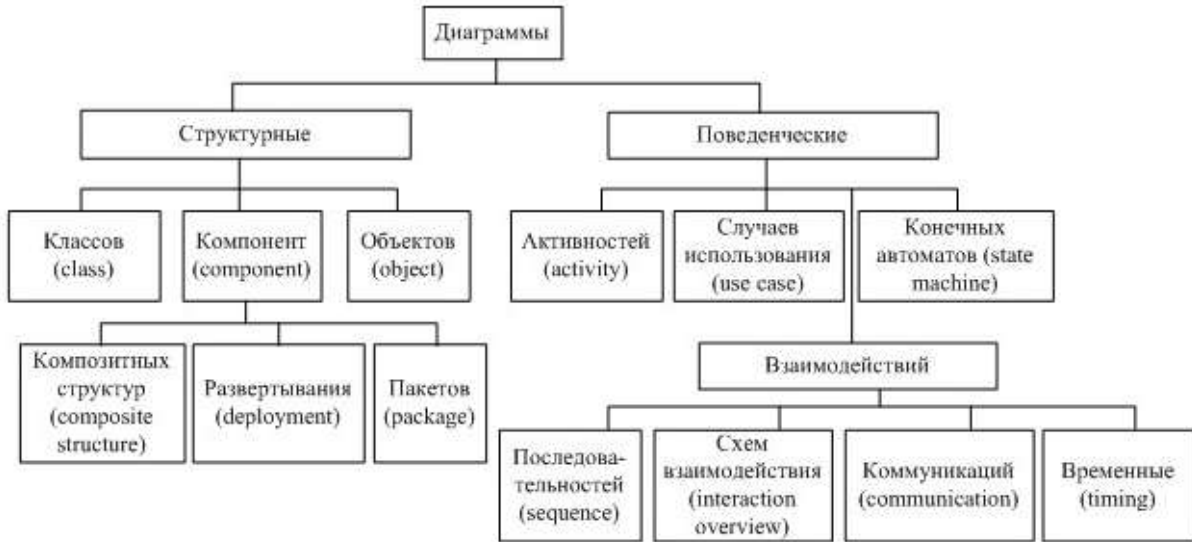 Диаграммы
Структурные
Поведенческие
Классов
(class)
Компонент
(component)
Объектов
(object)
Активностей
(activity)
Случаев
использования
(use case)
Конечных
автоматов (state
machine)
Композитных
структур
(composite
structure)
Развертывания
(deployment)
Пакетов
(package)
Взаимодействий
Последова-
тельностей
(sequence)
Схем
взаимодействия
(interaction
overview)
Коммуникаций
(communication)
Временные
(timing)